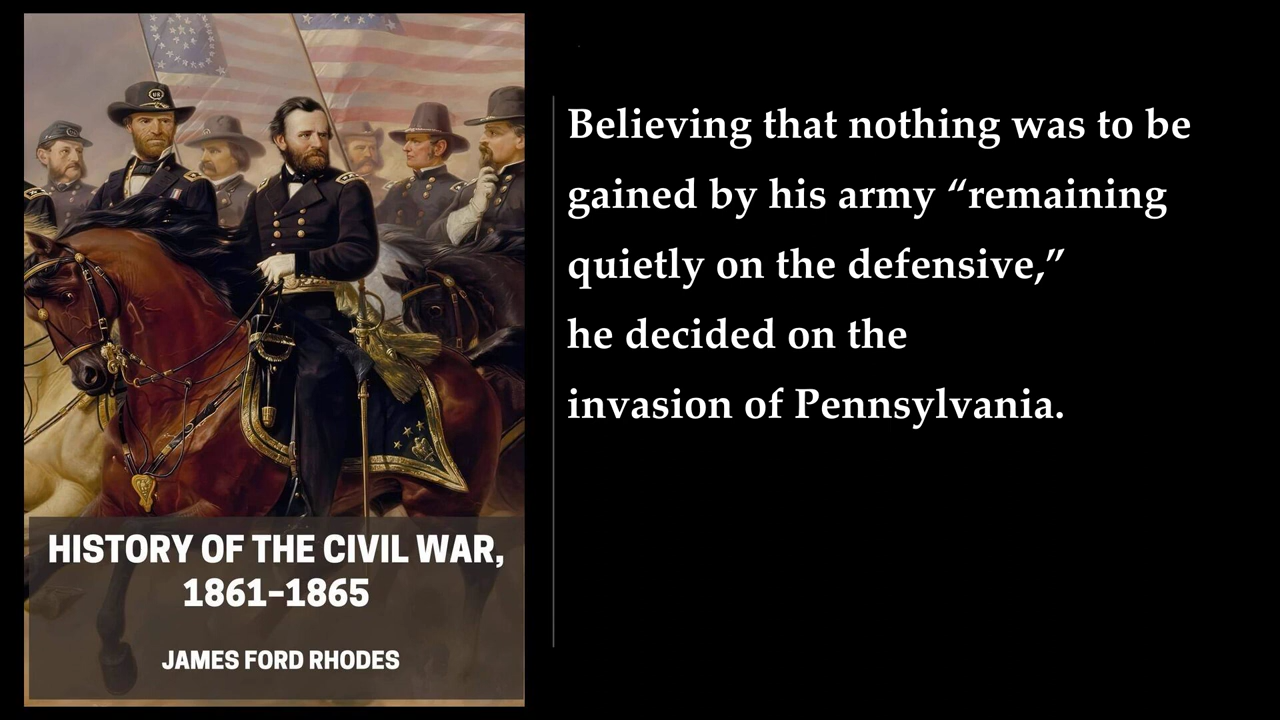 Believing that nothing was to be
gained by his army “remaining
quietly on the defensive,”
he decided on the
invasion of Pennsylvania.
HISTORY OF THE CIVIL WAR,
1861–1865
JAMES FORD RHODES